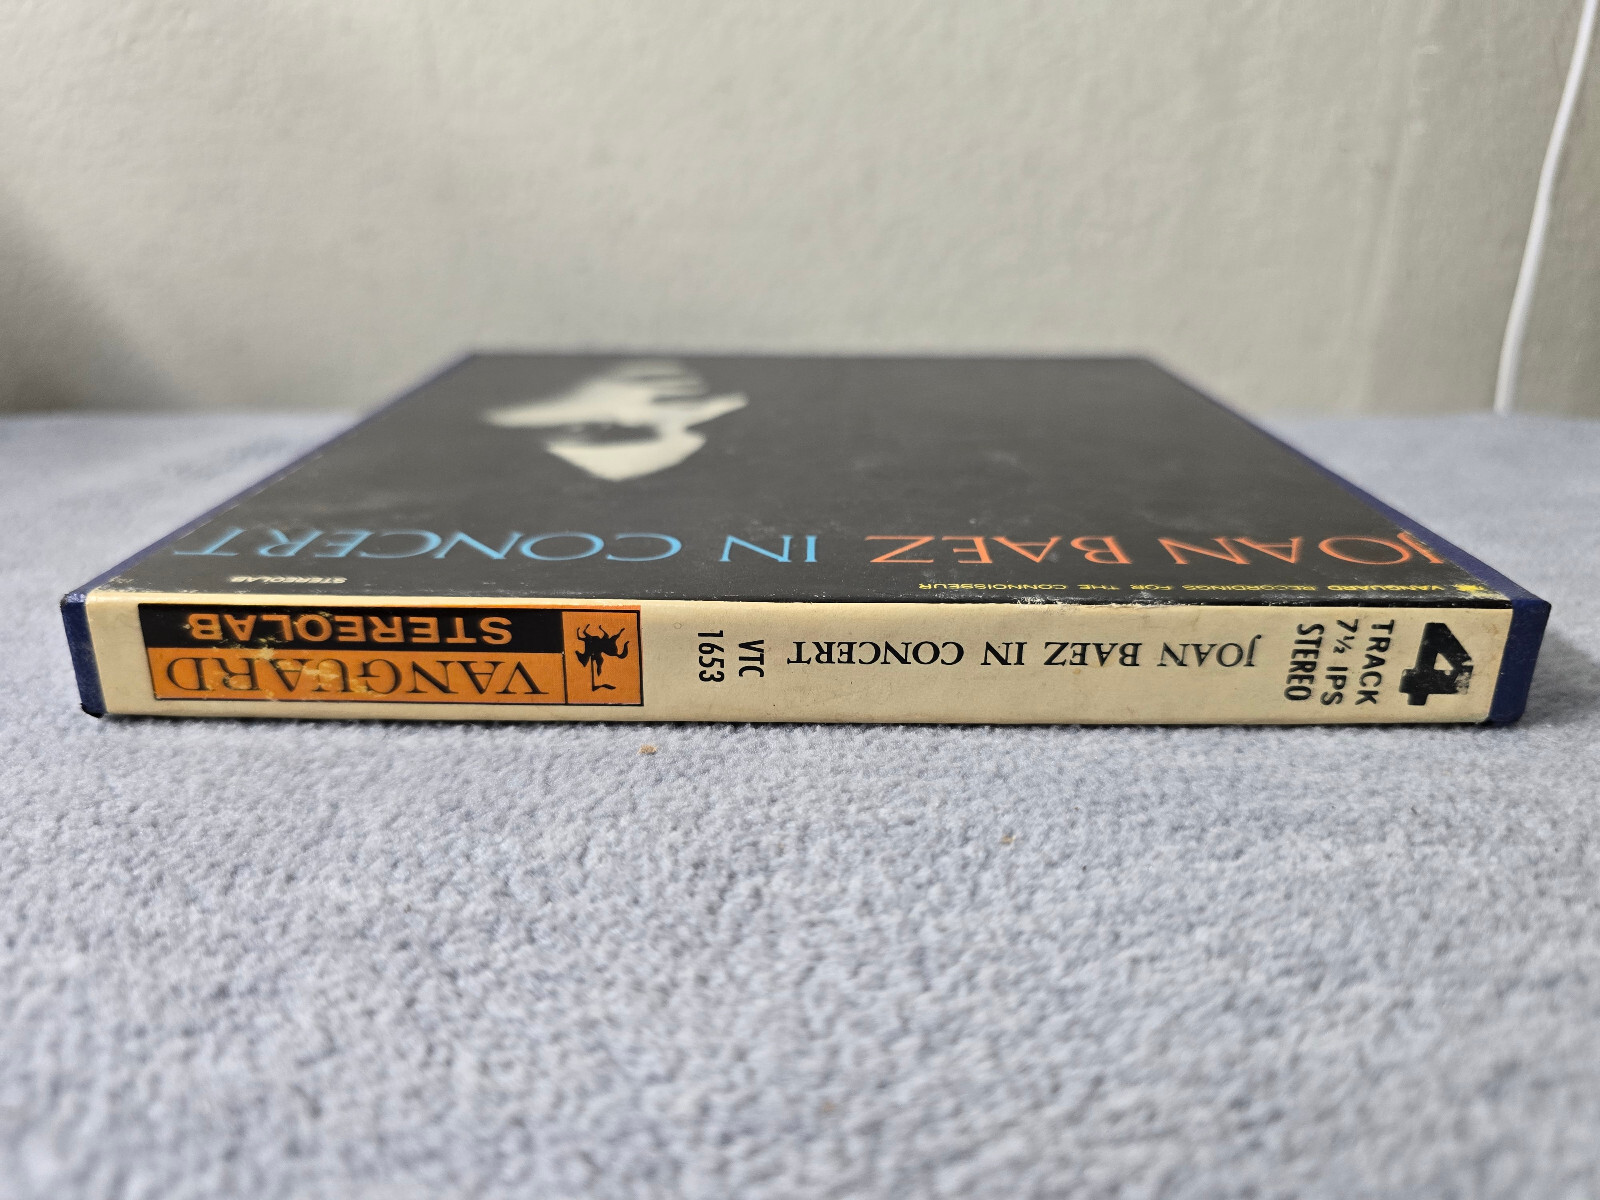 VANGUARD RECORDINGS FOR THE CONNOISSEUR
STEREOLAB
JOAN BAEZ IN CONCERT
4
TRACK
7½ IPS
STEREO
JOAN BAEZ IN CONCERT
VTC
1653
VANGUARD
STEREOLAB